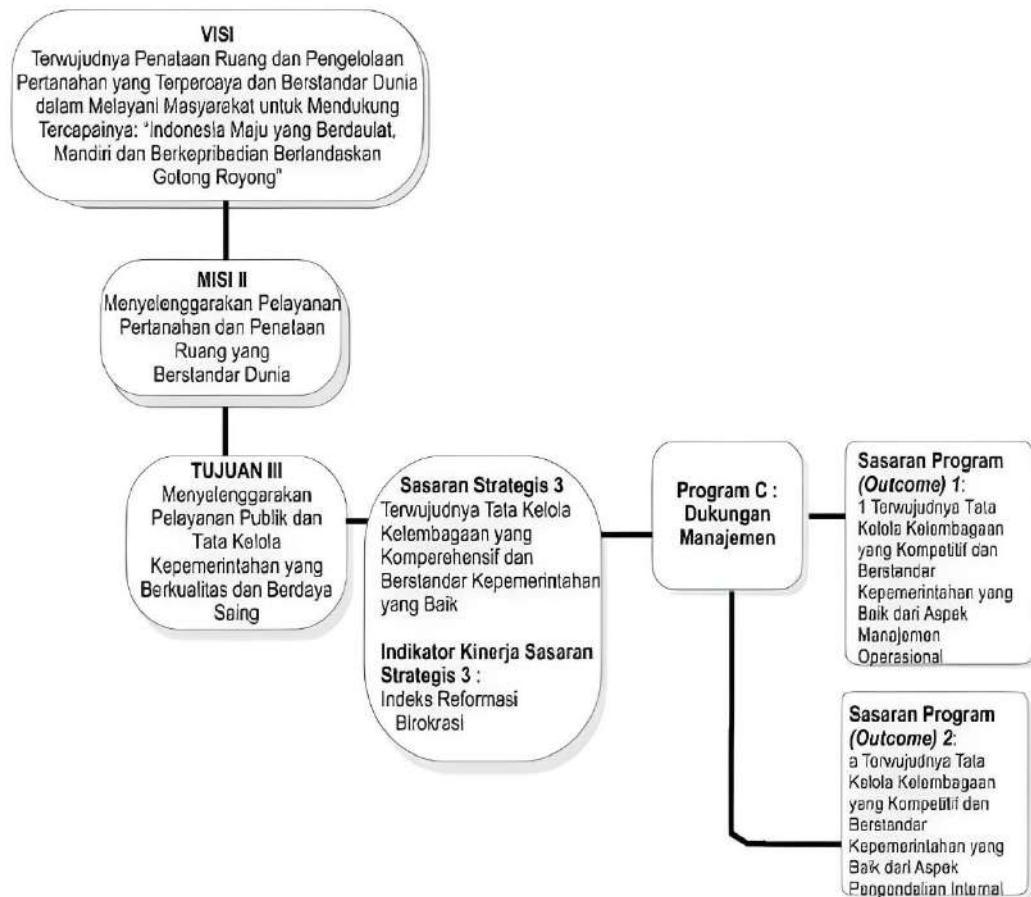 VISI
Terwujudnya Penataan Ruang dan Pengelolaan
Pertanahan yang Terpercaya dan Berstandar Dunia
dalam Melayani Masyarakat untuk Mendukung
Tercapainya: "Indonesia Maju yang Berdaulat,
Mandiri dan Berkepribadian Berlandaskan
Gotong Royong"
MISI II
Menyelenggarakan Pelayanan
Pertanahan dan Penataan
Ruang yang
Berstandar Dunia
TUJUAN III
Menyelenggarakan
Pelayanan Publik dan
Tata Kelola
Kepemerintahan yang
Berkualitas dan Berdaya
Saing
Sasaran Strategis 3
Terwujudnya Tata Kelola
Kelembagaan yang
Komperehensif dan
Berstandar Kepemerintahan
yang Baik
Indikator Kinerja Sasaran
Strategis 3 :
Indeks Reformasi
Birokrasi
Program C :
Dukungan
Manajemen
Sasaran Program
(Outcome) 1:
1 Terwujudnya Tata
Kelola Kelembagaan
yang Kompetitif dan
Berstandar
Kepemerintahan yang
Baik dari Aspek
Manajemen
Operasional
Sasaran Program
(Outcome) 2:
a Terwujudnya Tata
Kelola Kelembagaan
yang Kompetitif dan
Berstandar
Kepemerintahan yang
Baik dari Aspek
Pengendalian Internal